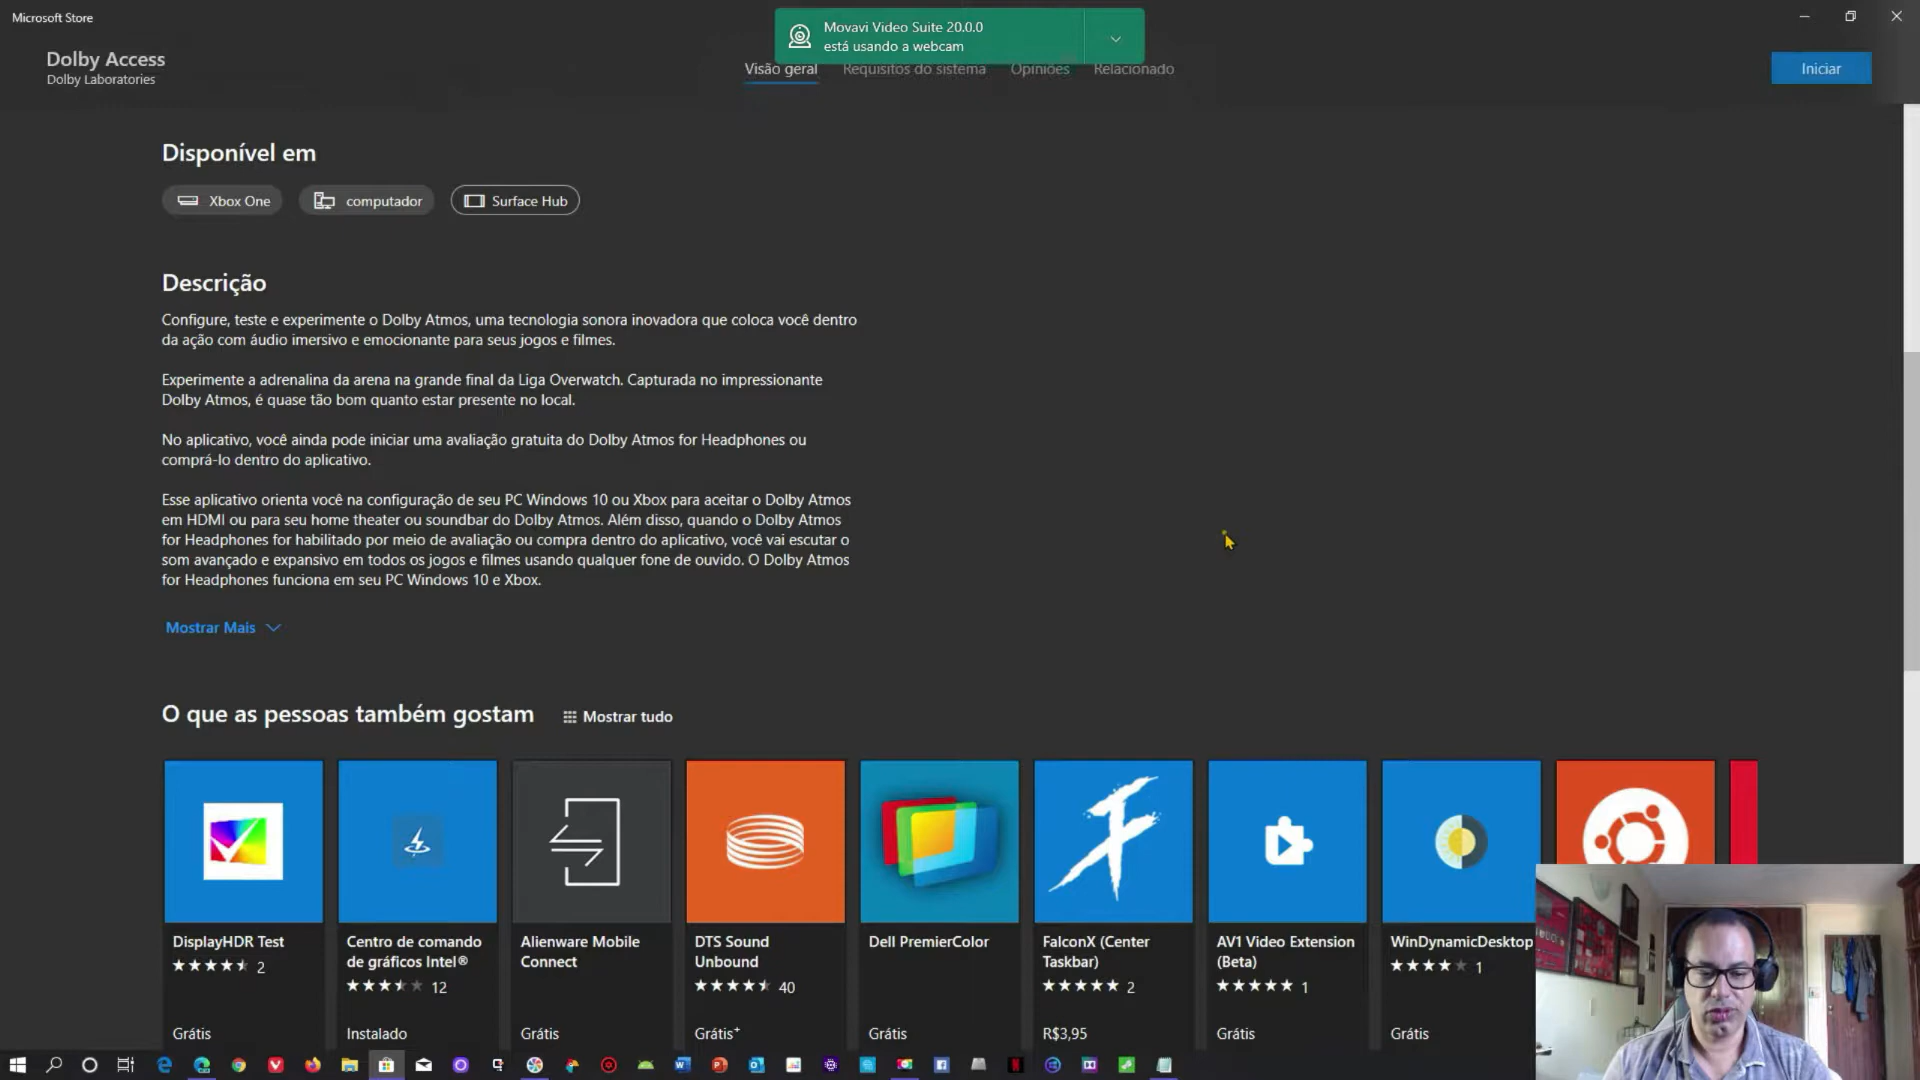 Microsoft Store
Movavi Video Suite 20.0.0
está usando a webcam
Dolby Access
Dolby Laboratories
Visão geral
Requisitos do sistema
Opiniões
Relacionado
Iniciar
Disponível em
Xbox One
computador
Surface Hub
Descrição
Configure, teste e experimente o Dolby Atmos, uma tecnologia sonora inovadora que coloca você dentro
da ação com áudio imersivo e emocionante para seus jogos e filmes.
Experimente a adrenalina da arena na grande final da Liga Overwatch. Capturada no impressionante
Dolby Atmos, é quase tão bom quanto estar presente no local.
No aplicativo, você ainda pode iniciar uma avaliação gratuita do Dolby Atmos for Headphones ou
comprá-lo dentro do aplicativo.
Esse aplicativo orienta você na configuração de seu PC Windows 10 ou Xbox para aceitar o Dolby Atmos
em HDMI ou para seu home theater ou soundbar do Dolby Atmos. Além disso, quando o Dolby Atmos
for Headphones for habilitado por meio de avaliação ou compra dentro do aplicativo, você vai escutar o
som avançado e expansivo em todos os jogos e filmes usando qualquer fone de ouvido. O Dolby Atmos
for Headphones funciona em seu PC Windows 10 e Xbox.
Mostrar Mais
O que as pessoas também gostam
Mostrar tudo
DisplayHDR Test
2
Grátis
Centro de comando
de gráficos Intel®
12
Instalado
Alienware Mobile
Connect
Grátis
DTS Sound
Unbound
40
Grátis+
Dell PremierColor
Grátis
FalconX (Center
Taskbar)
2
R$3,95
AV1 Video Extension
(Beta)
1
Grátis
WinDynamicDesktop
1
Grátis